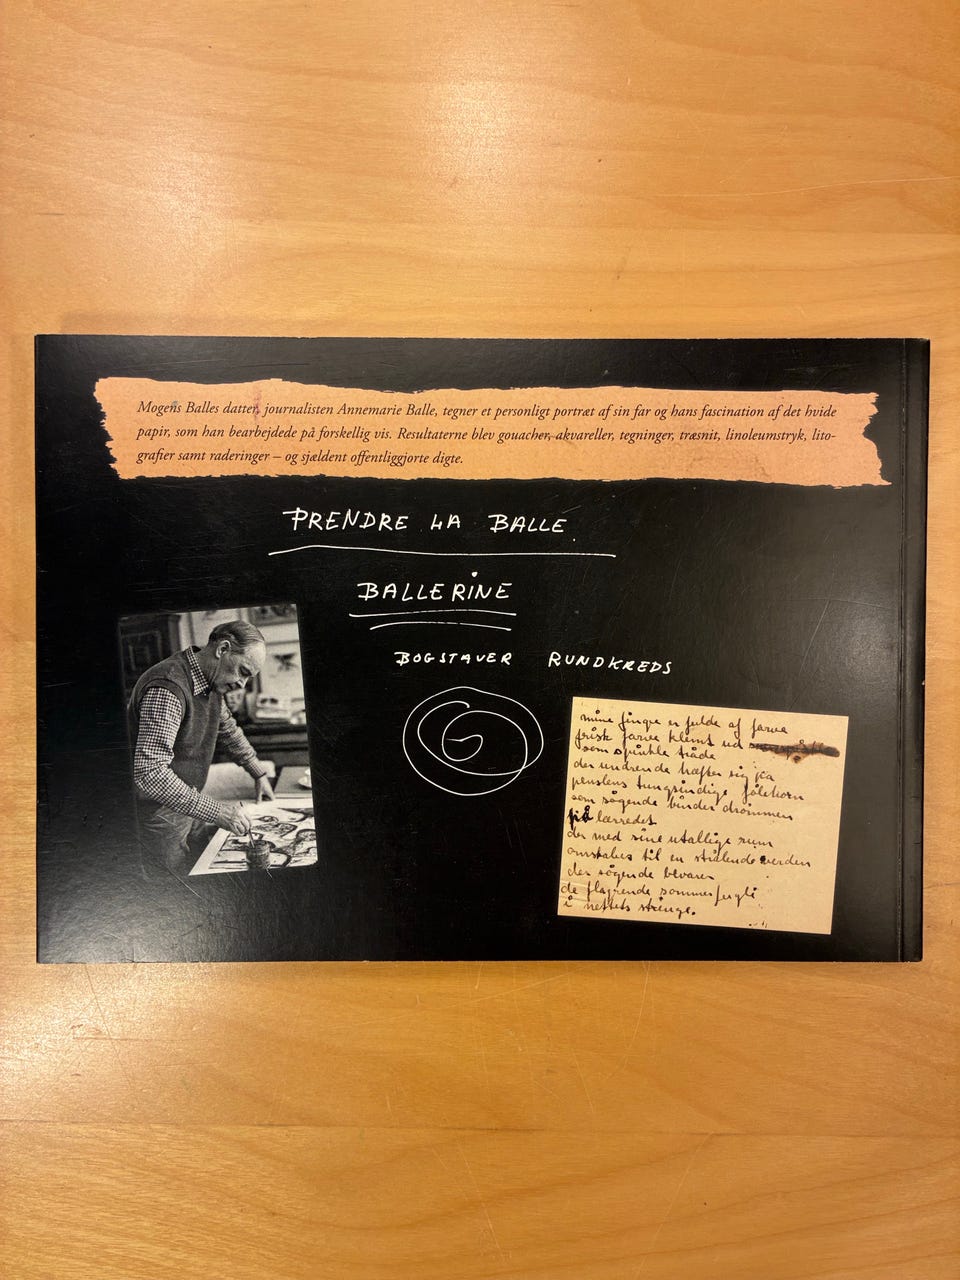 Mogens Balles datter, journalisten Annemarie Balle, tegner et personligt portræt af sin far og hans fascination af det hvide
papir, som han bearbejdede på forskellig vis. Resultaterne blev gouacher, akvareller, tegninger, træsnit, linoleumstryk, lito-
grafier samt raderinger – og sjældent offentliggjorte digte.
PRENDRE LA BALLE
BALLERINE
BOGSTAVER RUNDKREDS
mine fingre er fulde af farve
frisk farve klemt ud
som spinkle tråde
der undrende hæfter sig på
penslens tungsindige følehorn
som søgende binder drømmen
på lærredet
der med sine utallige rum
omskabes til en strålende verden
der søgende bevarer
de flagrende sommerfugle
i nettets strenge.